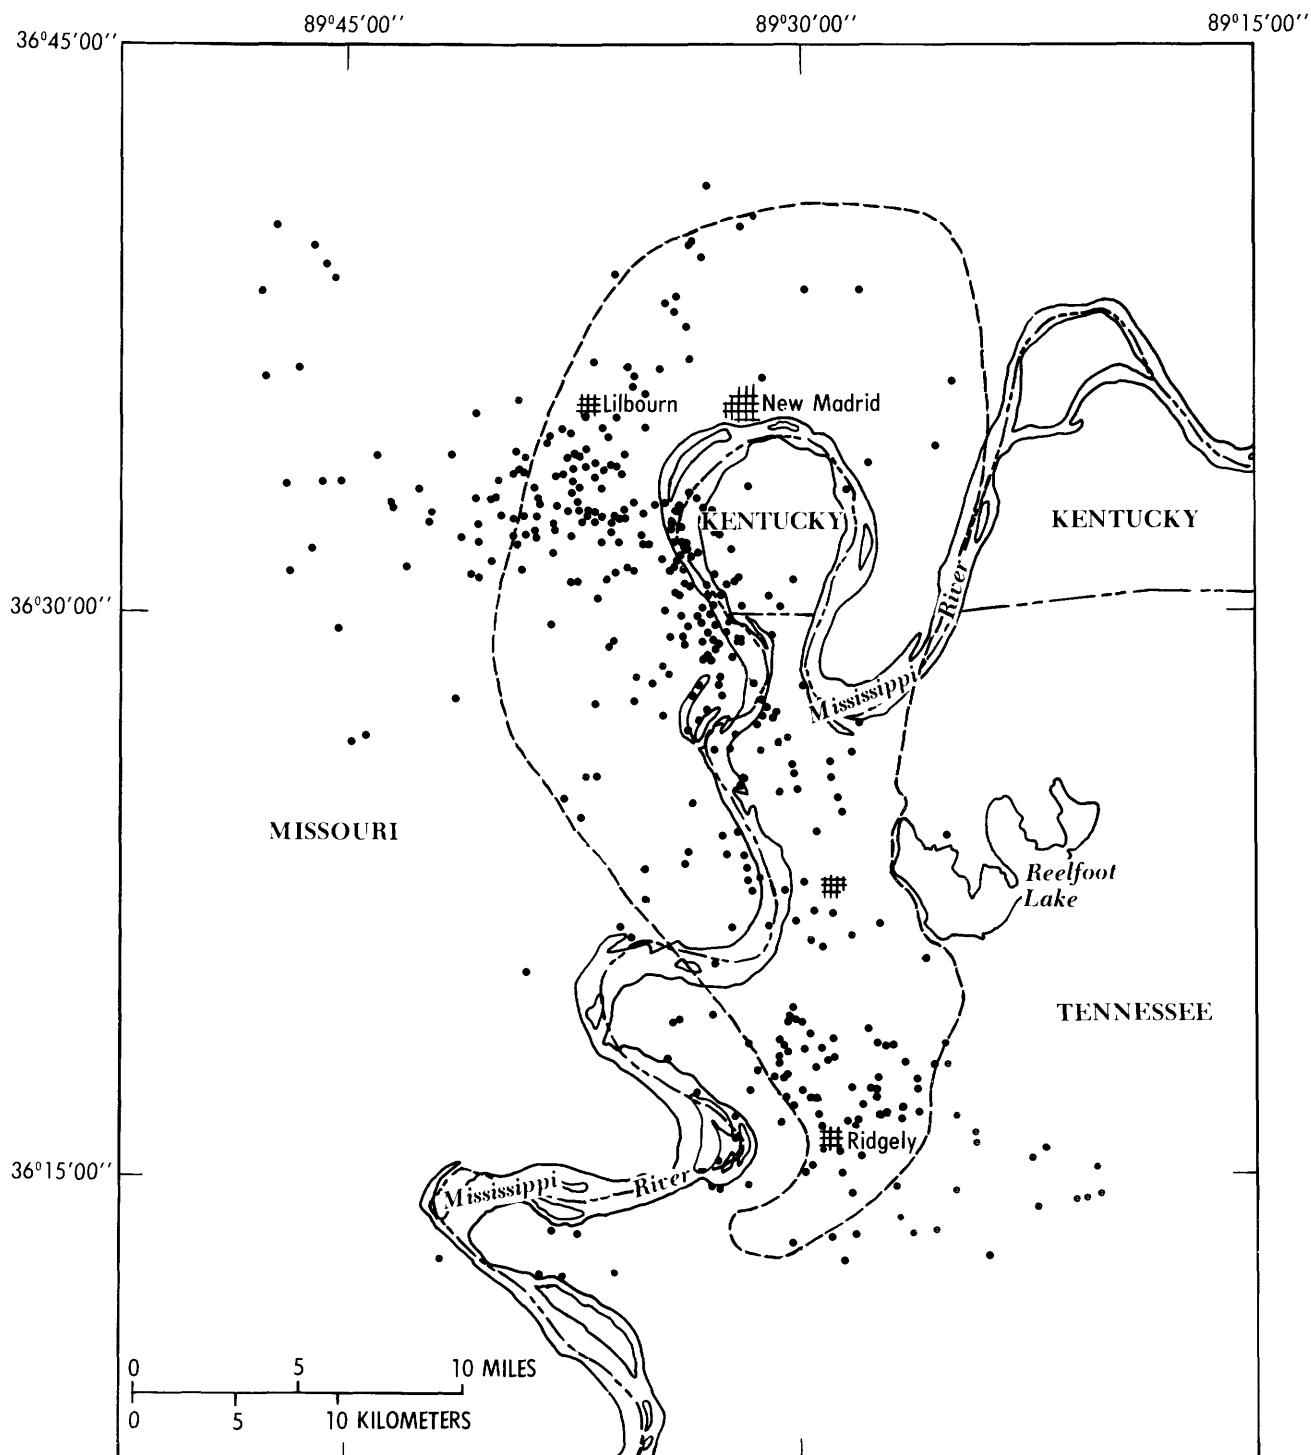 89°45'00''
89°30'00''
89°15'00''
36°45'00''
Lilbourn
New Madrid
KENTUCKY
KENTUCKY
River
36°30'00''
Mississippi
MISSOURI
Reelfoot
Lake
TENNESSEE
Ridgely
36°15'00''
Mississippi
River
0 5 10 MILES
0 5 10 KILOMETERS